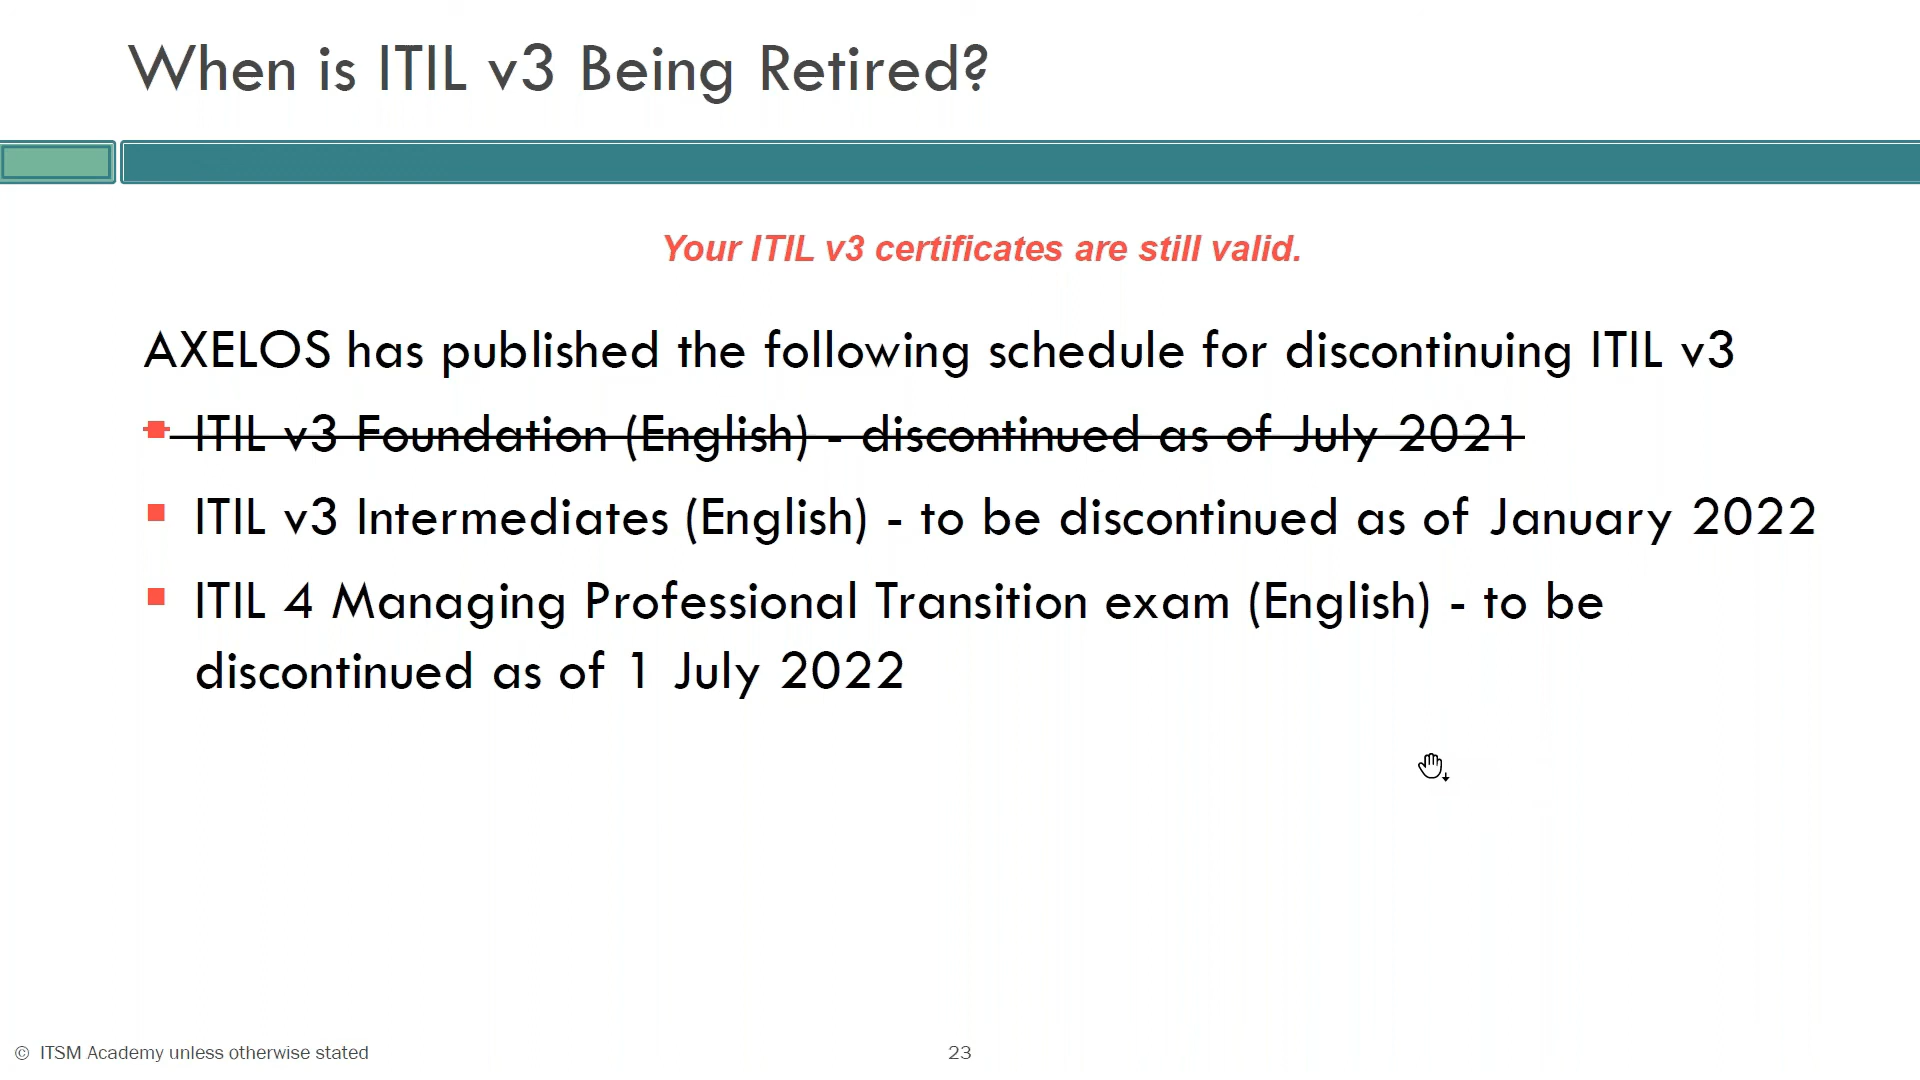 When is ITIL v3 Being Retired?
Your ITIL v3 certificates are still valid.
AXELOS has published the following schedule for discontinuing ITIL v3
ITIL v3 Foundation (English) - discontinued as of July 2021
ITIL v3 Intermediates (English) - to be discontinued as of January 2022
ITIL 4 Managing Professional Transition exam (English) - to be
discontinued as of 1 July 2022
© ITSM Academy unless otherwise stated
23